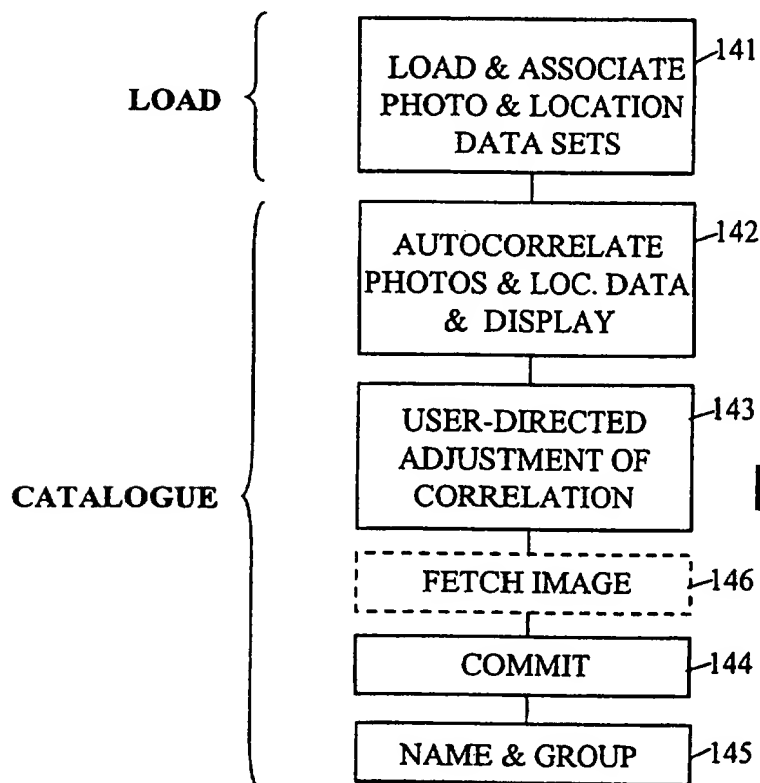 LOAD
LOAD & ASSOCIATE
PHOTO & LOCATION
DATA SETS
141
CATALOGUE
AUTOCORRELATE
PHOTOS & LOC. DATA
& DISPLAY
142
USER-DIRECTED
ADJUSTMENT OF
CORRELATION
143
FETCH IMAGE
146
COMMIT
144
NAME & GROUP
145